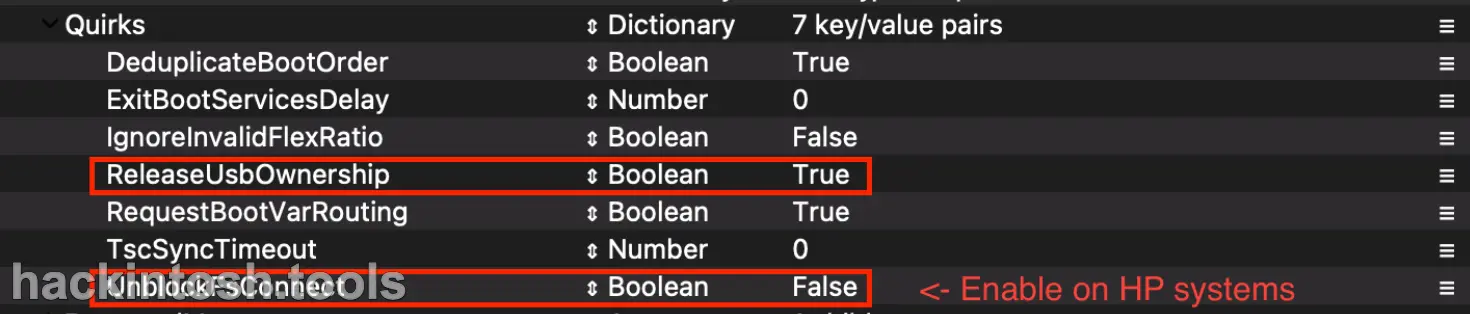 Quirks Dictionary 7 key/value pairs
DeduplicateBootOrder Boolean True
ExitBootServicesDelay Number 0
IgnoreInvalidFlexRatio Boolean False
ReleaseUsbOwnership Boolean True
RequestBootVarRouting Boolean True
TscSyncTimeout Number 0
UnblockFsConnect Boolean False <- Enable on HP systems
hackintosh.tools